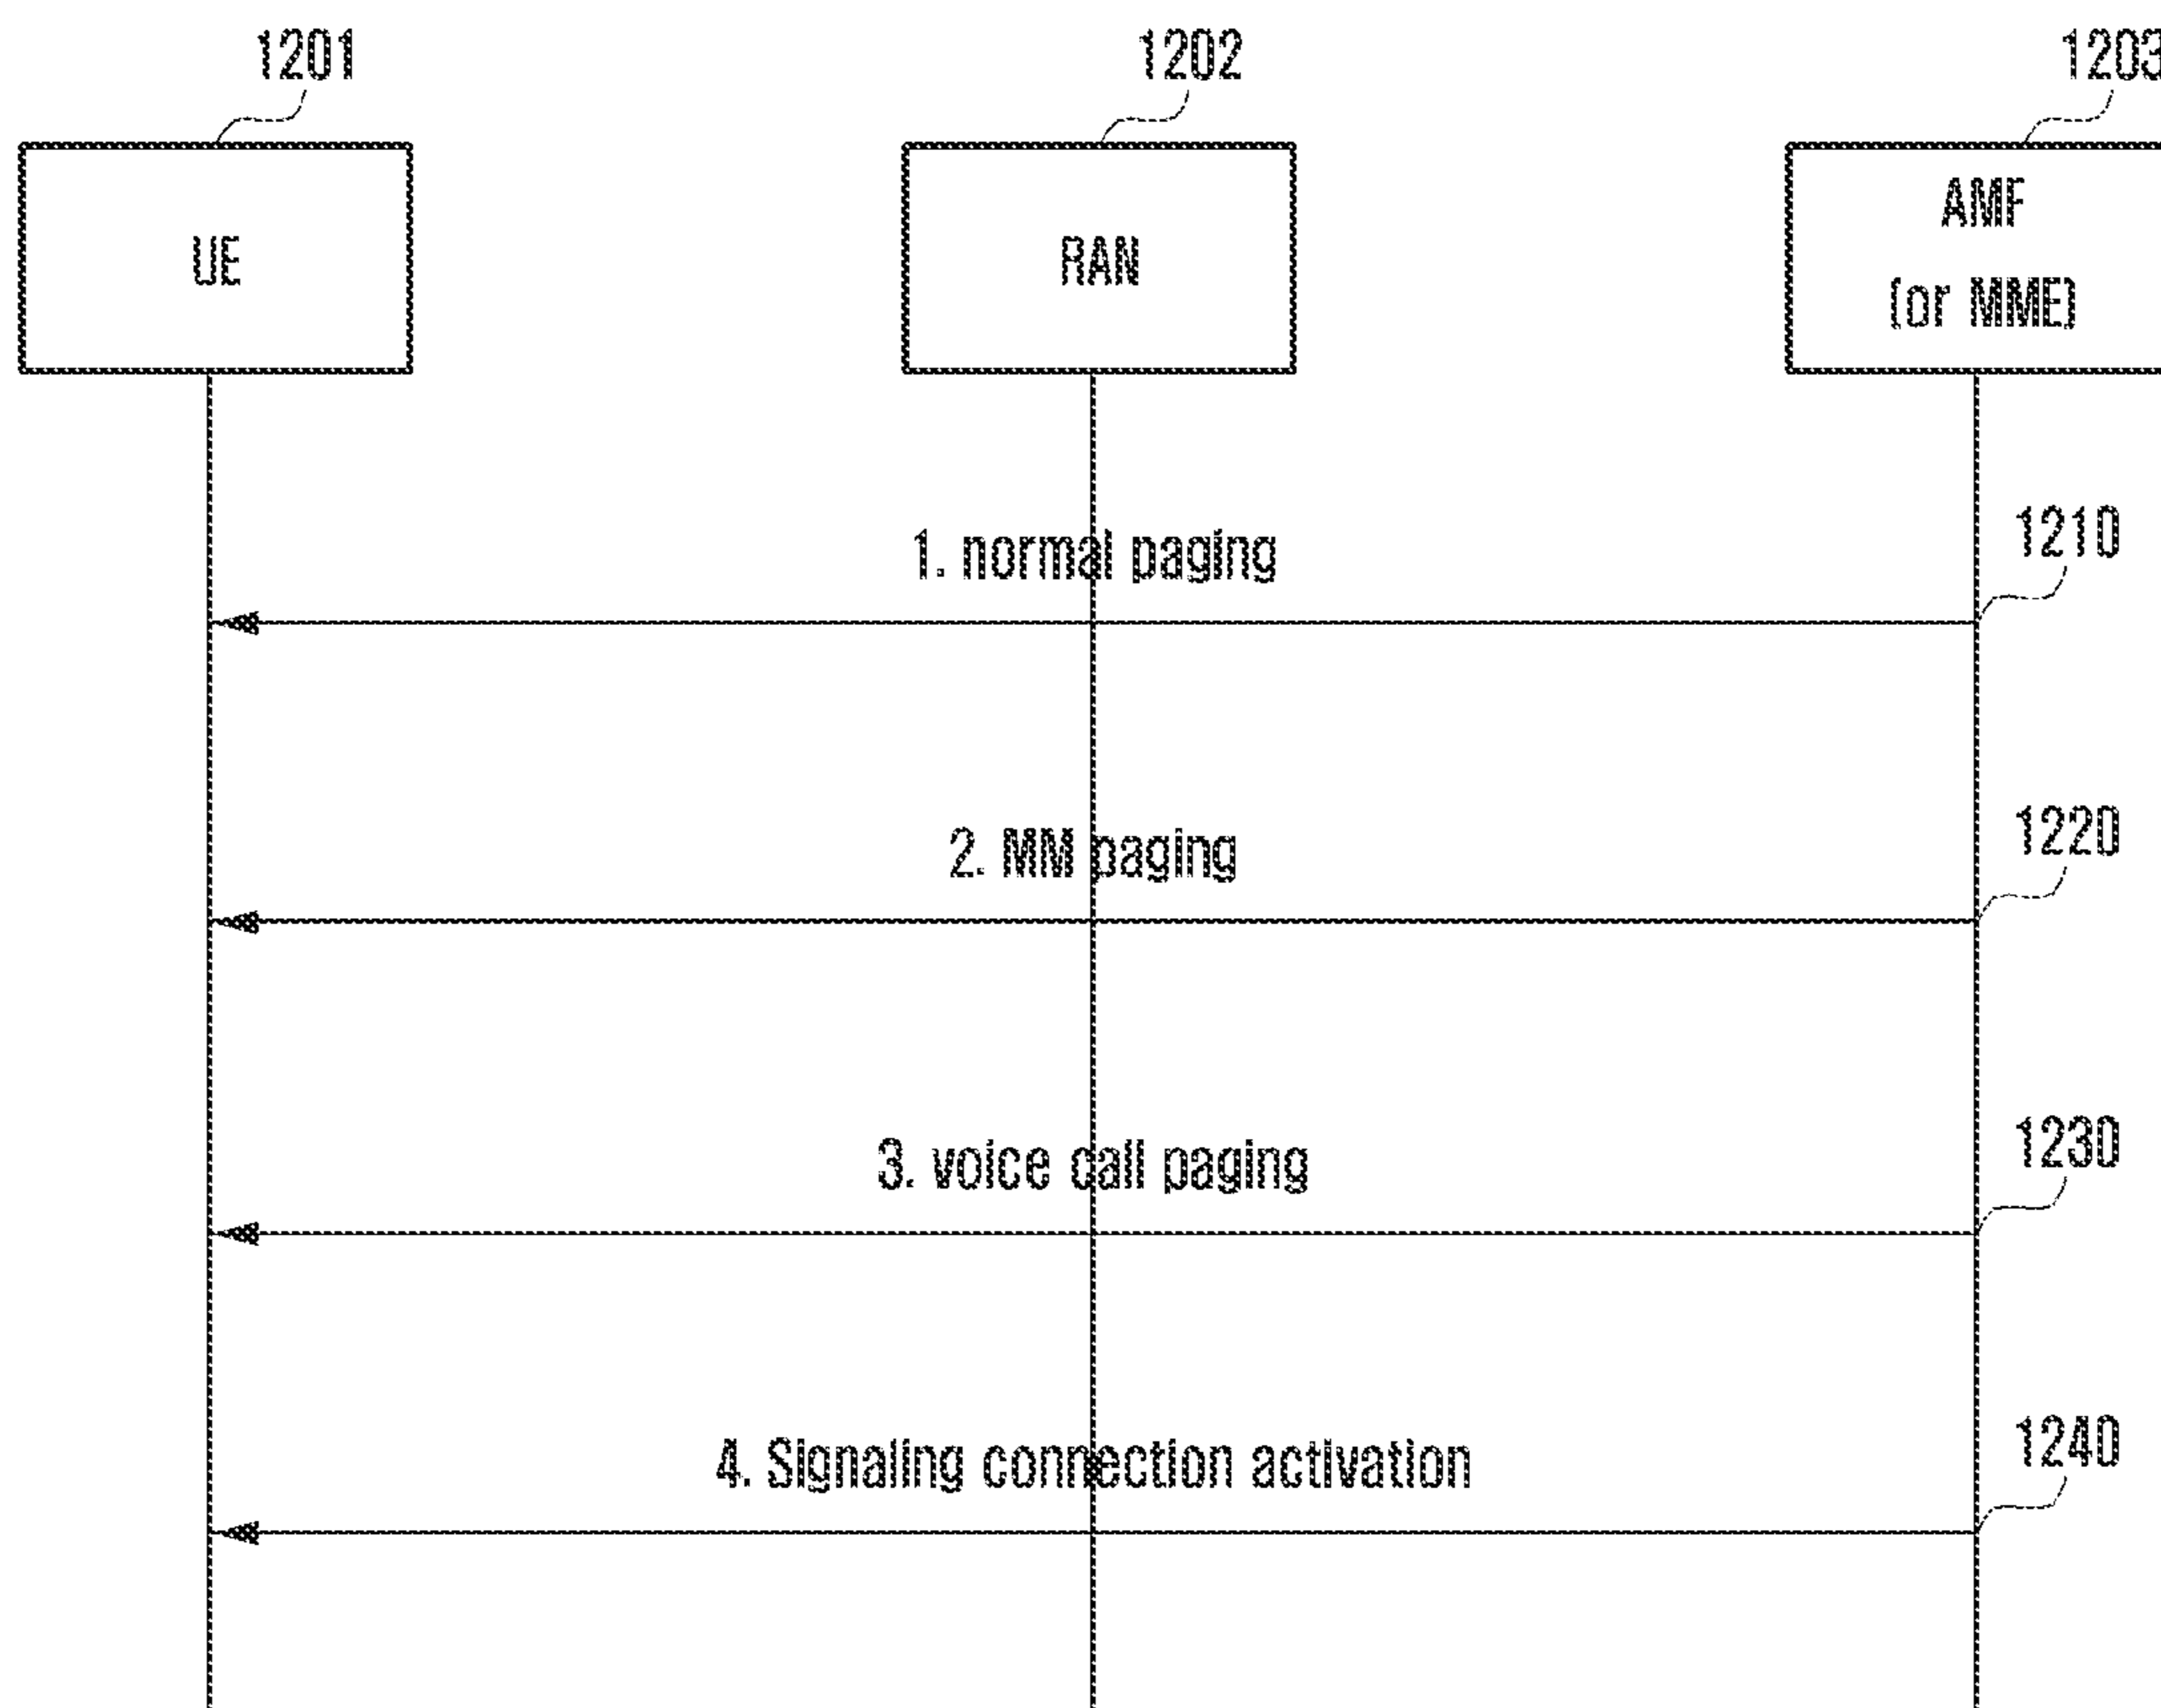 1201
1202
1203
UE
RAN
AMF
(or MME)
1210
1. normal paging
1220
2. MM paging
1230
3. voice call paging
1240
4. Signaling connection activation